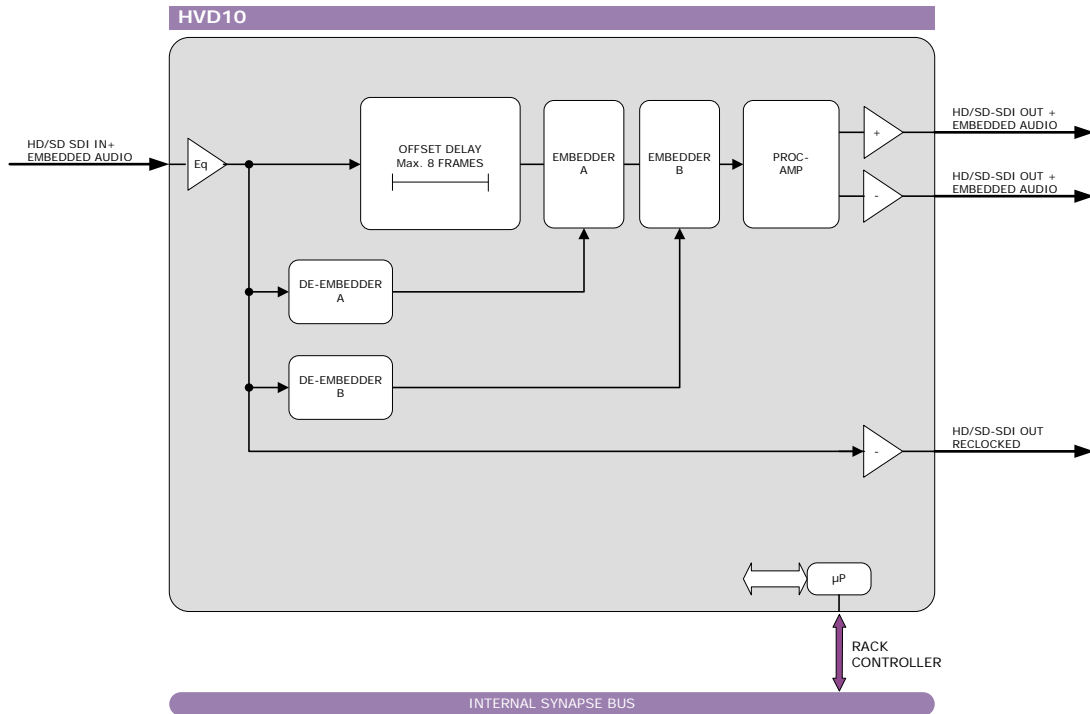 HVD10
HD/SD SDI IN+
EMBEDDED AUDIO
Eq
OFFSET DELAY
Max. 8 FRAMES
EMBEDDER
A
EMBEDDER
B
PROC-
AMP
+
-
HD/SD-SDI OUT +
EMBEDDED AUDIO
HD/SD-SDI OUT +
EMBEDDED AUDIO
DE-EMBEDDER
A
DE-EMBEDDER
B
-
HD/SD-SDI OUT
RECLOCKED
µP
RACK
CONTROLLER
INTERNAL SYNAPSE BUS